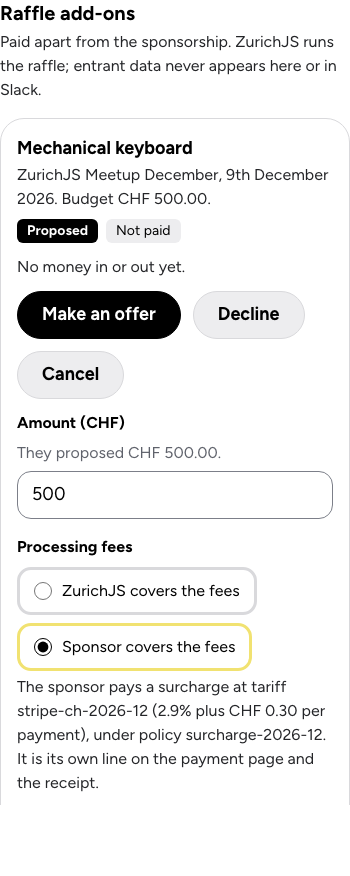 Raffle add-ons
Paid apart from the sponsorship. ZurichJS runs
the raffle; entrant data never appears here or in
Slack.
Mechanical keyboard
ZurichJS Meetup December, 9th December
2026. Budget CHF 500.00.
Proposed Not paid
No money in or out yet.
Make an offer Decline
Cancel
Amount (CHF)
They proposed CHF 500.00.
500
Processing fees
ZurichJS covers the fees
Sponsor covers the fees
The sponsor pays a surcharge at tariff
stripe-ch-2026-12 (2.9% plus CHF 0.30 per
payment), under policy surcharge-2026-12.
It is its own line on the payment page and
the receipt.